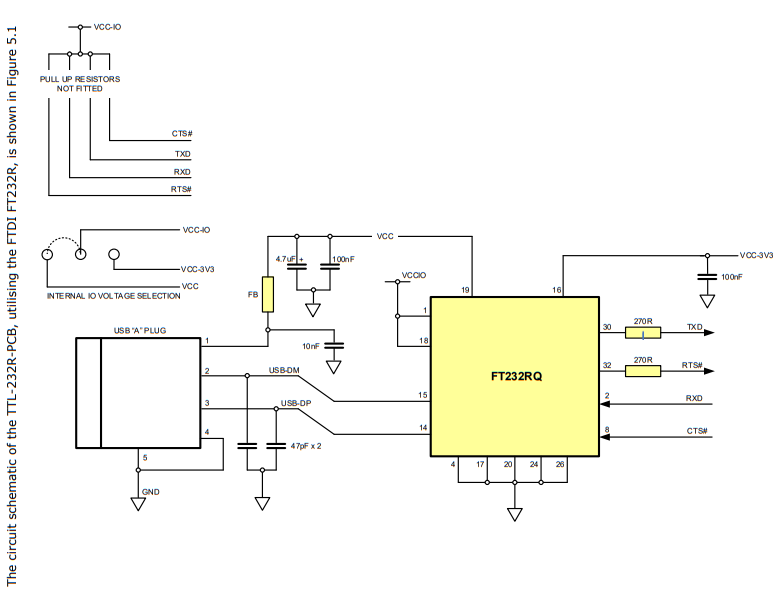 The circuit schematic of the TTL-232R-PCB, utilising the FTDI FT232R, is shown in Figure 5.1
VCC-IO
PULL UP RESISTORS
NOT FITTED
CTS#
TXD
RXD
RTS#
VCC-IO
VCC-3V3
VCC
INTERNAL IO VOLTAGE SELECTION
VCC
4.7uF +
100nF
FB
10nF
VCCIO
19
16
VCC-3V3
100nF
USB "A" PLUG
1
2
3
4
5
GND
USB-DM
USB-DP
47pF x 2
1
18
15
14
FT232RQ
30
270R
TXD
32
270R
RTS#
2
RXD
8
CTS#
4
17
20
24
26